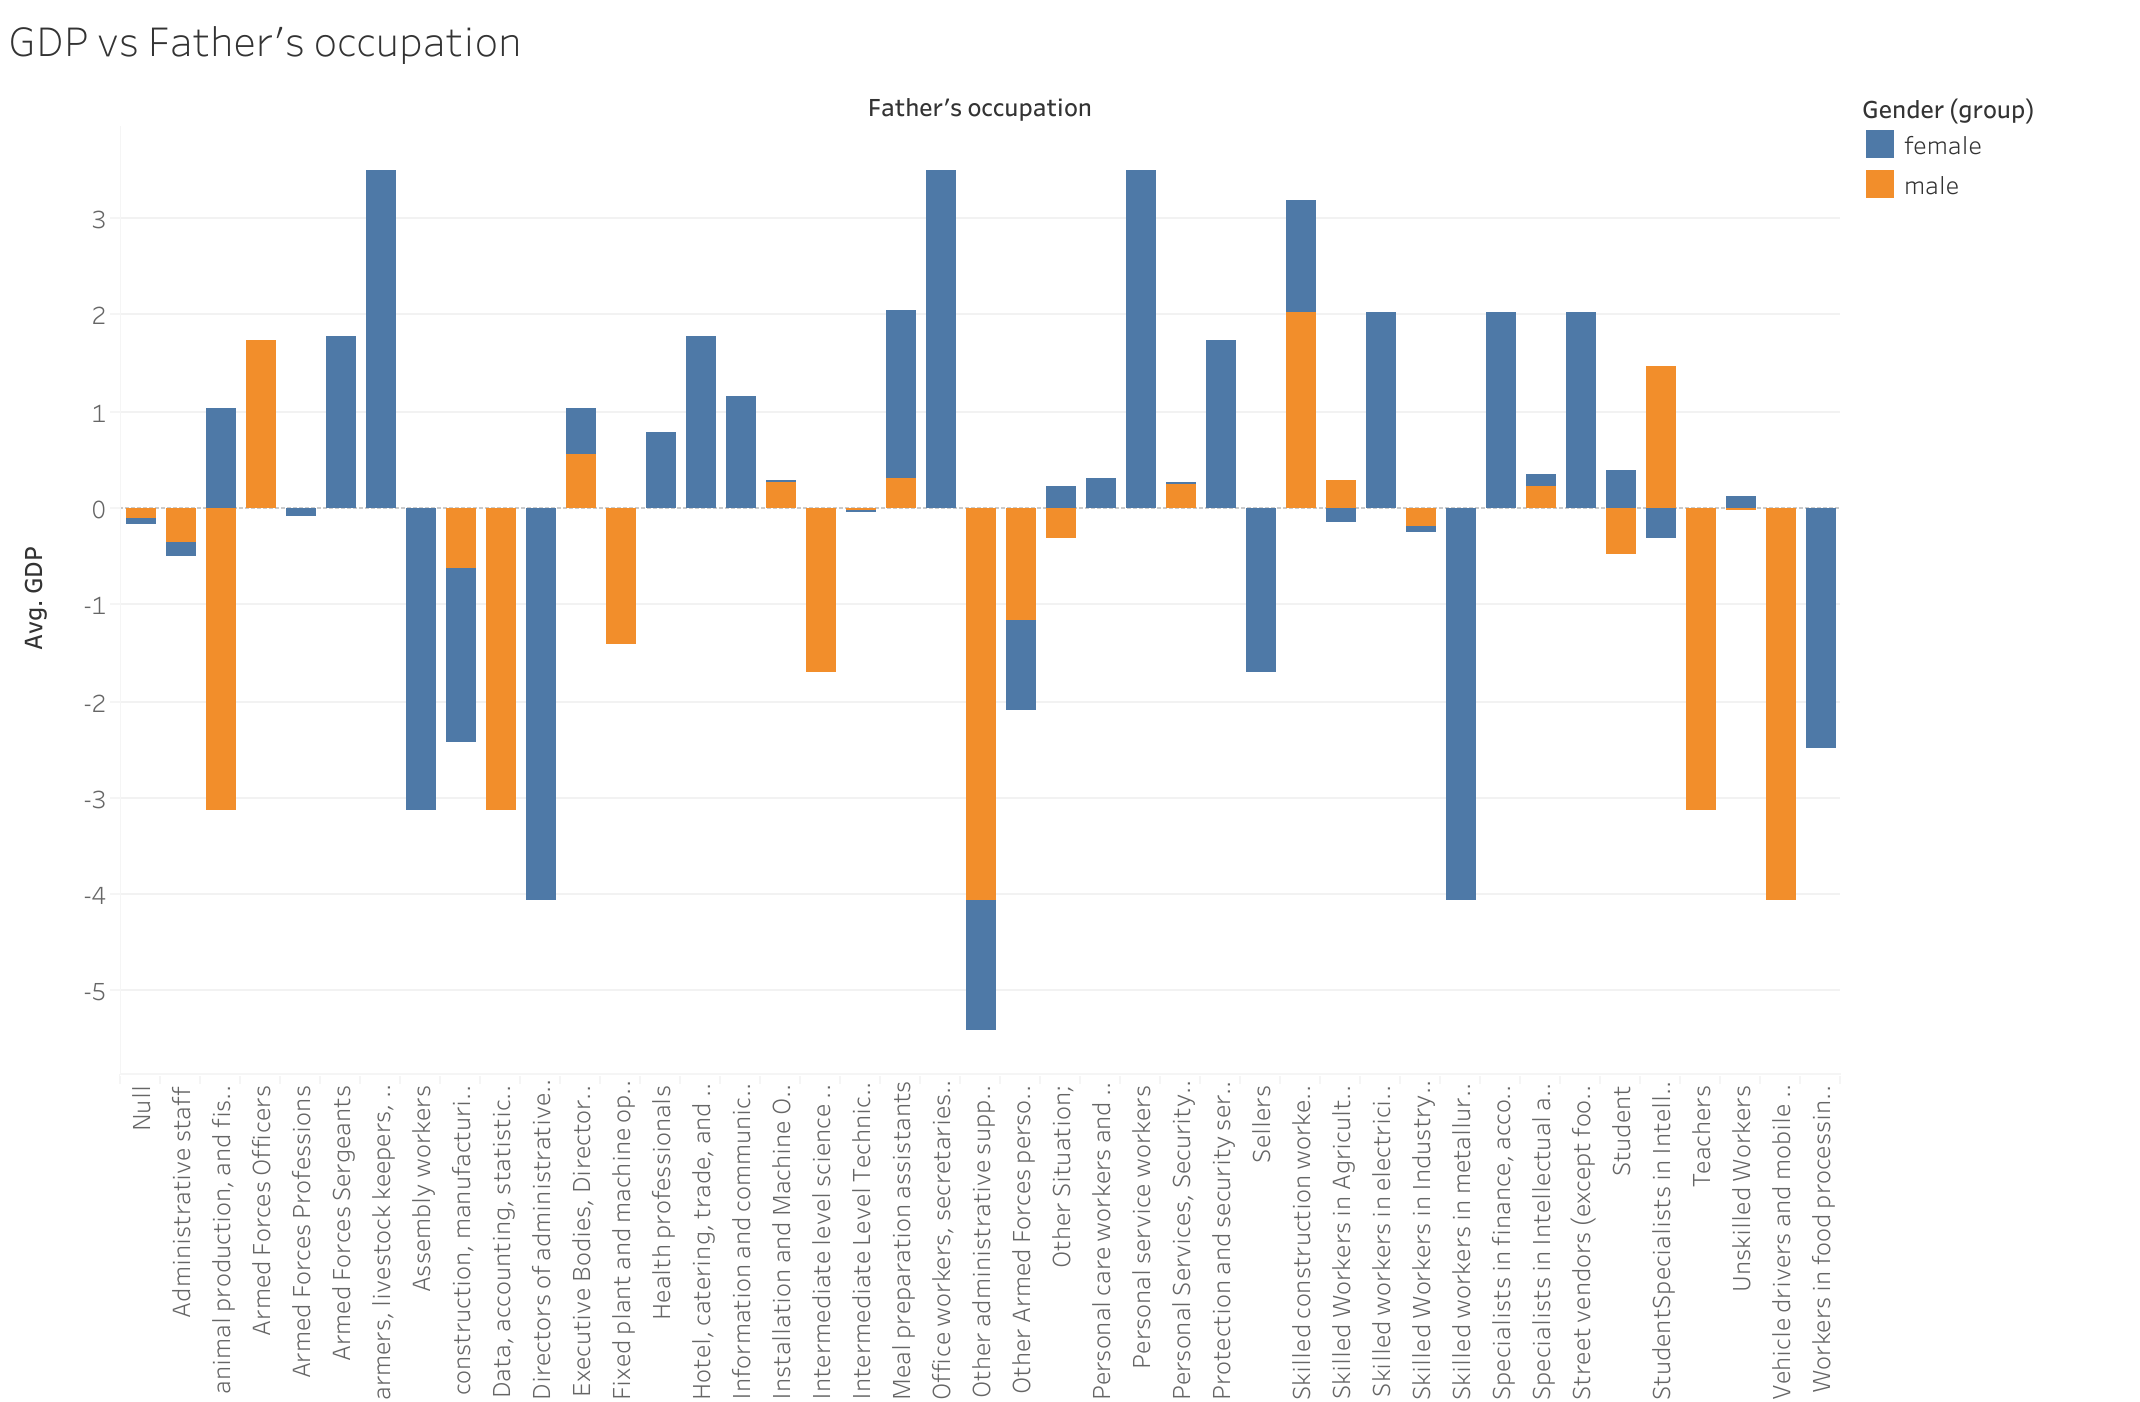 GDP vs Father's occupation
Father's occupation
Gender (group)
female
male
Avg. GDP
3
2
1
0
-1
-2
-3
-4
-5
Null
Administrative staff
animal production, and fis..
Armed Forces Officers
Armed Forces Professions
Armed Forces Sergeants
armers, livestock keepers, ..
Assembly workers
construction, manufacturi..
Data, accounting, statistic..
Directors of administrative..
Executive Bodies, Director..
Fixed plant and machine op..
Health professionals
Hotel, catering, trade, and ..
Information and communic..
Installation and Machine O..
Intermediate level science ..
Intermediate Level Technic..
Meal preparation assistants
Office workers, secretaries..
Other administrative supp..
Other Armed Forces perso..
Other Situation;
Personal care workers and ..
Personal service workers
Personal Services, Security..
Protection and security ser..
Sellers
Skilled construction worke..
Skilled Workers in Agricult..
Skilled workers in electrici..
Skilled Workers in Industry..
Skilled workers in metallur..
Specialists in finance, acco..
Specialists in Intellectual a..
Street vendors (except foo..
Student
StudentSpecialists in Intell..
Teachers
Unskilled Workers
Vehicle drivers and mobile ..
Workers in food processin..